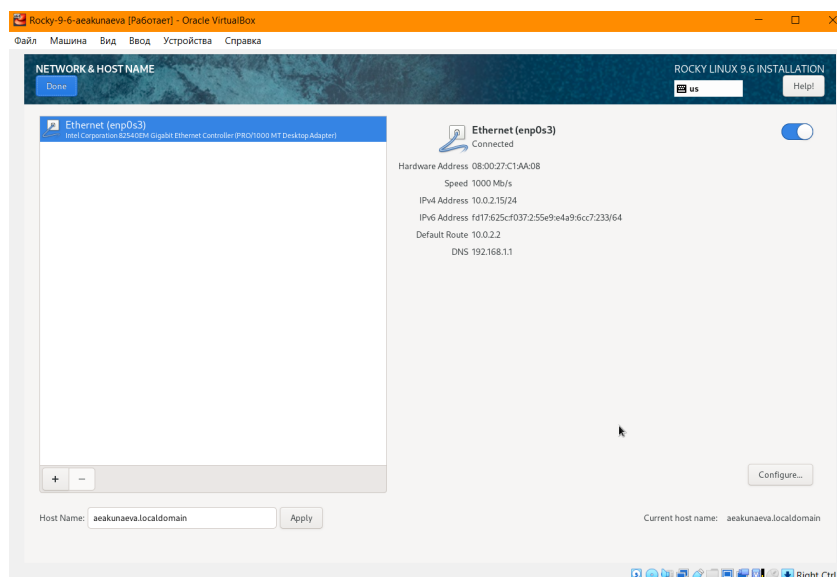 Rocky-9-6-aeakunaeva [Работает] - Oracle VirtualBox
Файл Машина Вид Ввод Устройства Справка
NETWORK & HOST NAME
Done
ROCKY LINUX 9.6 INSTALLATION
us
Help!
Ethernet (enp0s3)
Intel Corporation 82540EM Gigabit Ethernet Controller (PRO/1000 MT Desktop Adapter)
Ethernet (enp0s3)
Connected
Hardware Address 08:00:27:C1:AA:08
Speed 1000 Mb/s
IPv4 Address 10.0.2.15/24
IPv6 Address fd17:625c:f037:2:55e9:e4a9:6cc7:233/64
Default Route 10.0.2.2
DNS 192.168.1.1
+ −
Configure...
Host Name: aeakunaeva.localdomain Apply
Current host name: aeakunaeva.localdomain
Right Ctrl